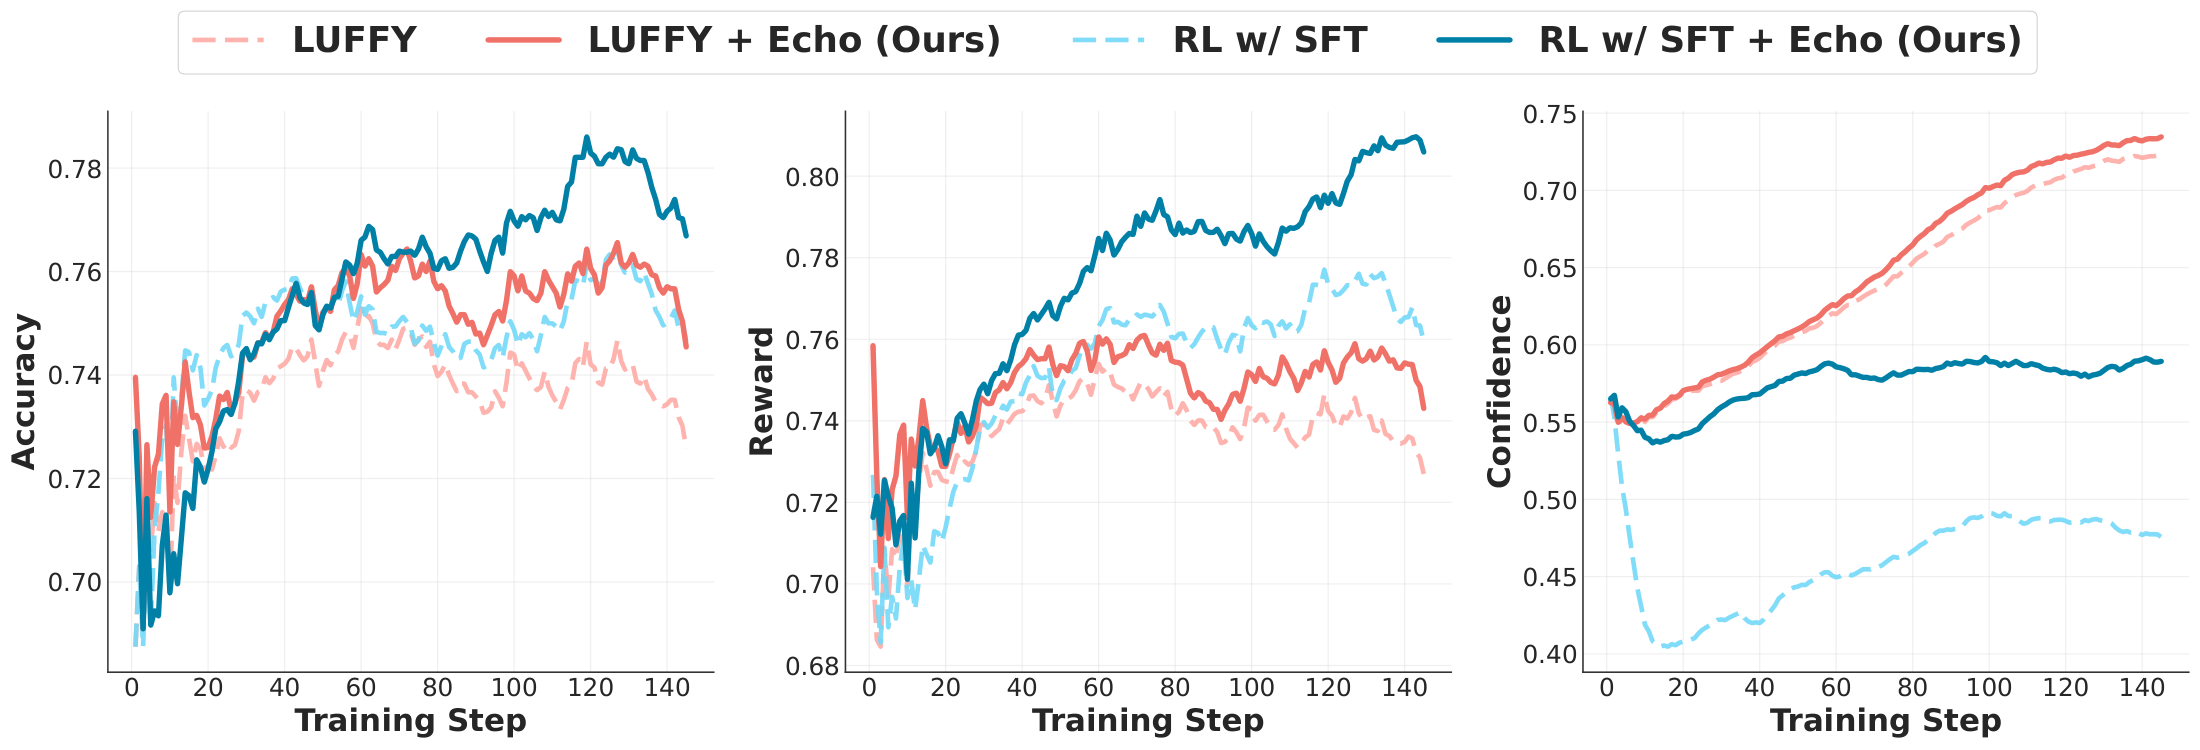 LUFFY LUFFY + Echo (Ours) RL w/ SFT RL w/ SFT + Echo (Ours)
Accuracy
0.78
0.76
0.74
0.72
0.70
0 20 40 60 80 100 120 140
Training Step
Reward
0.80
0.78
0.76
0.74
0.72
0.70
0.68
0 20 40 60 80 100 120 140
Training Step
Confidence
0.75
0.70
0.65
0.60
0.55
0.50
0.45
0.40
0 20 40 60 80 100 120 140
Training Step